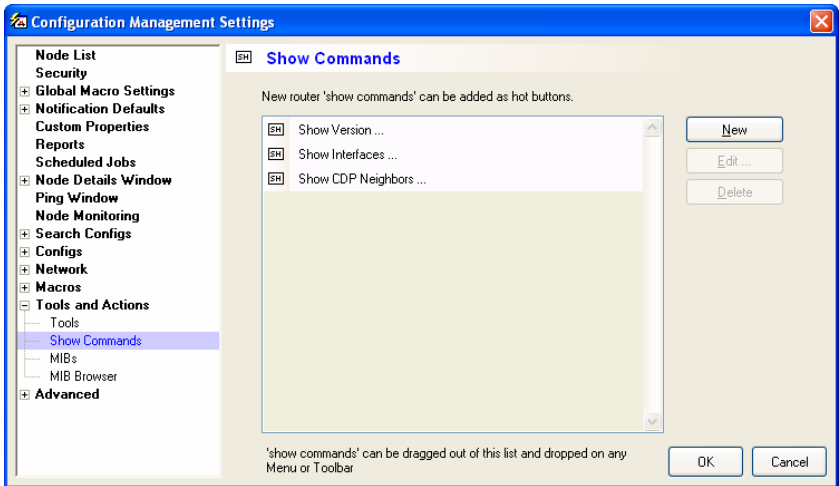 Configuration Management Settings
Node List
Security
Global Macro Settings
Notification Defaults
Custom Properties
Reports
Scheduled Jobs
Node Details Window
Ping Window
Node Monitoring
Search Configs
Configs
Network
Macros
Tools and Actions
Tools
Show Commands
MIBs
MIB Browser
Advanced
SH Show Commands
New router 'show commands' can be added as hot buttons.
SH Show Version ...
SH Show Interfaces ...
SH Show CDP Neighbors ...
New
Edit ...
Delete
'show commands' can be dragged out of this list and dropped on any
Menu or Toolbar
OK
Cancel